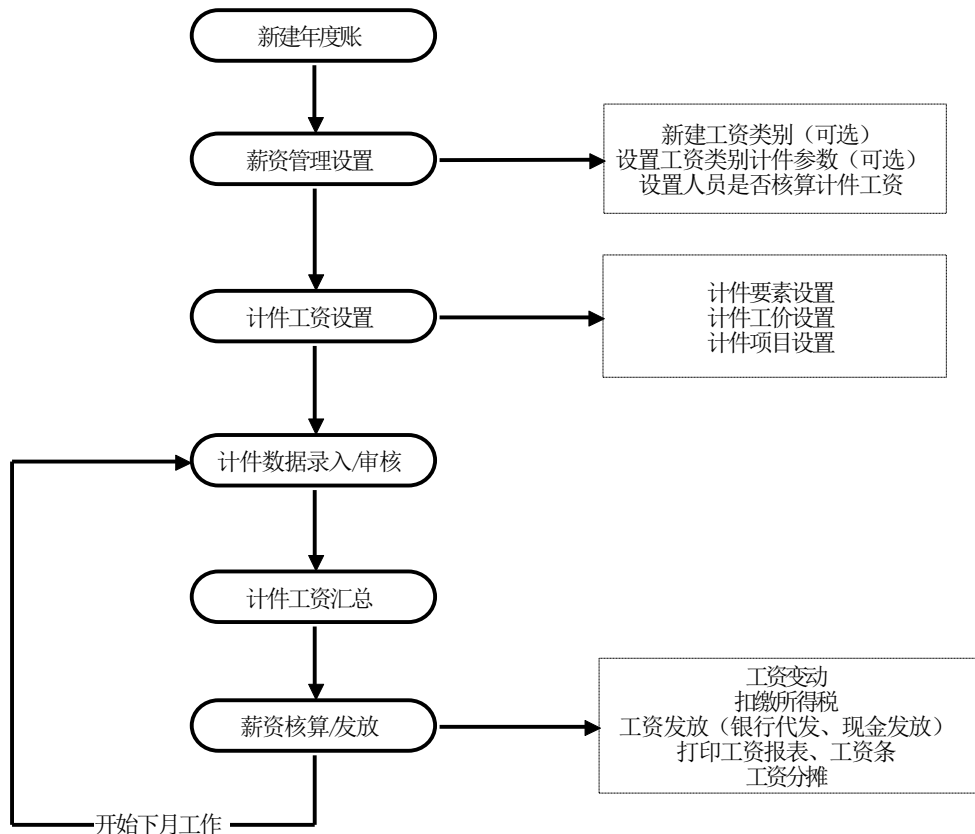 新建年度账
薪资管理设置
新建工资类别（可选）
设置工资类别计件参数（可选）
设置人员是否核算计件工资
计件工资设置
计件要素设置
计件工价设置
计件项目设置
计件数据录入/审核
计件工资汇总
薪资核算/发放
工资变动
扣缴所得税
工资发放（银行代发、现金发放）
打印工资报表、工资条
工资分摊
开始下月工作